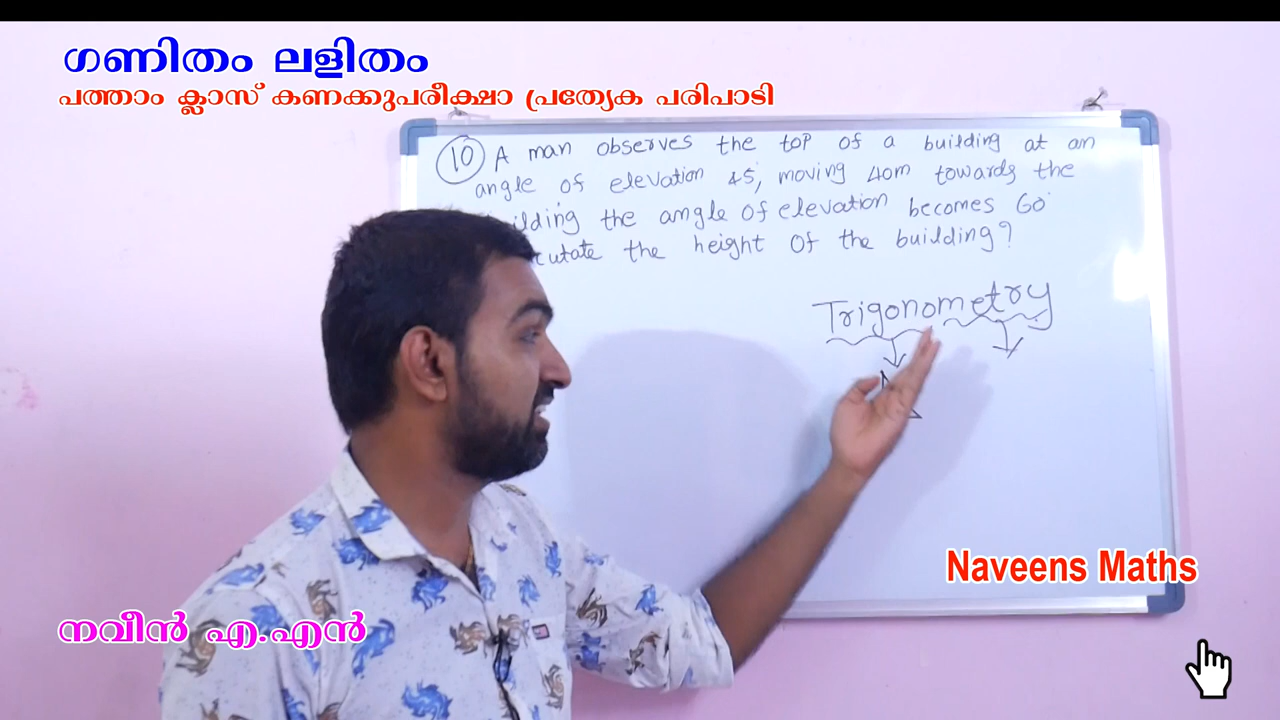 ഗണിതം ലളിതം
പത്താം ക്ലാസ് കണക്കുപരീക്ഷാ പ്രത്യേക പരിപാടി
10 A man observes the top of a building at an
angle of elevation 45°, moving 40m towards the
the angle of elevation becomes 60°
the height of the building?
Trigonometry
Naveens Maths
നവീൻ എ.എൻ